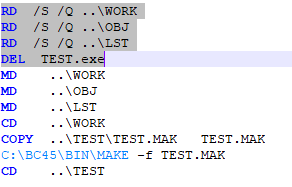 RD  /S /Q ..\WORK
RD  /S /Q ..\OBJ
RD  /S /Q ..\LST
DEL  TEST.exe
MD    ..\WORK
MD    ..\OBJ
MD    ..\LST
CD    ..\WORK
COPY  ..\TEST\TEST.MAK   TEST.MAK
C:\BC45\BIN\MAKE -f TEST.MAK
CD    ..\TEST